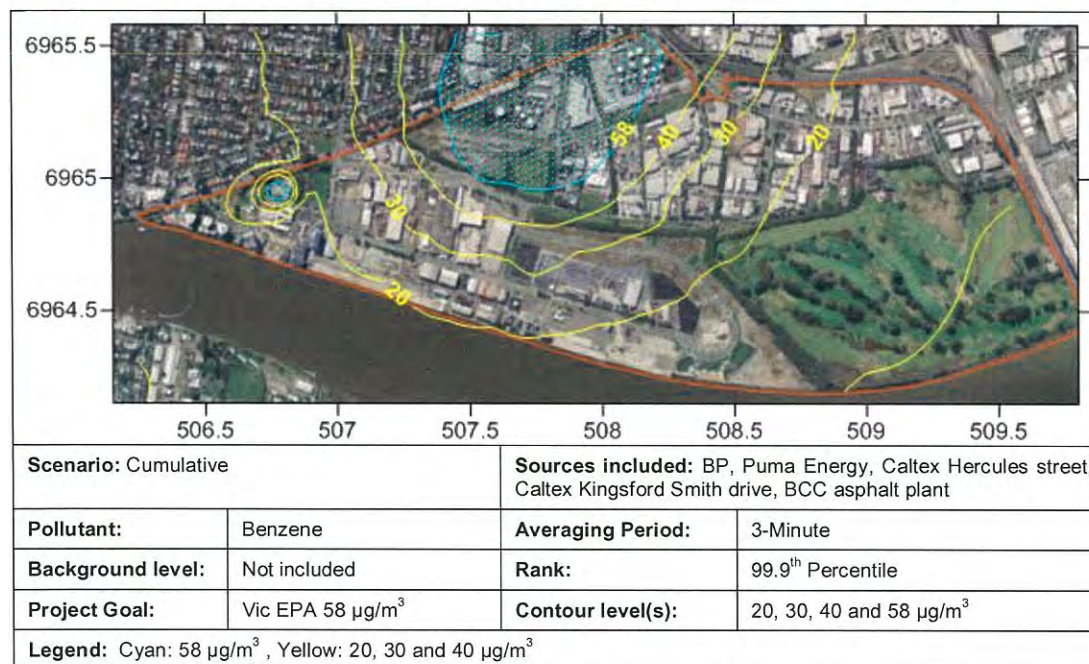 6965.5
6965
6964.5
58
40
30
20
30
20
506.5 507 507.5 508 508.5 509 509.5
Scenario: Cumulative
Sources included: BP, Puma Energy, Caltex Hercules street
Caltex Kingsford Smith drive, BCC asphalt plant
Pollutant: Benzene Averaging Period: 3-Minute
Background level: Not included Rank: 99.9th Percentile
Project Goal: Vic EPA 58 µg/m³ Contour level(s): 20, 30, 40 and 58 µg/m³
Legend: Cyan: 58 µg/m³ , Yellow: 20, 30 and 40 µg/m³